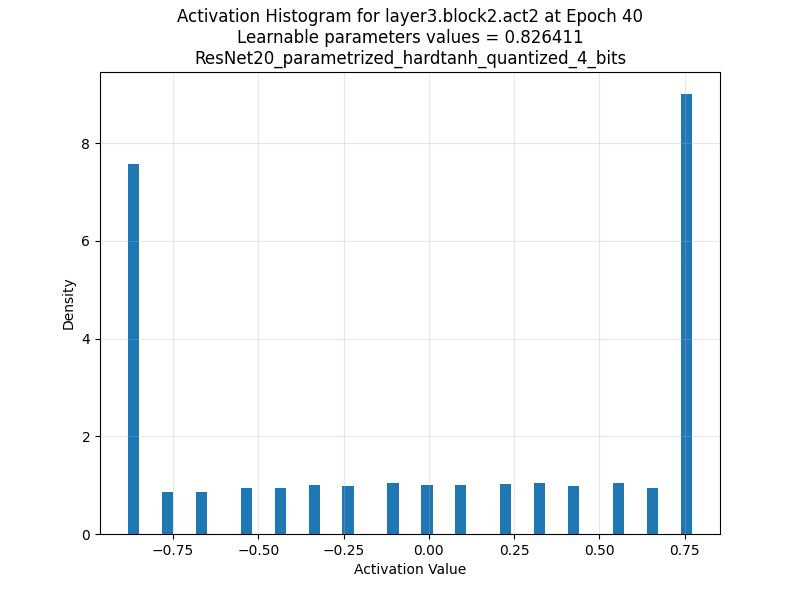 Activation Histogram for layer3.block2.act2 at Epoch 40
Learnable parameters values = 0.826411
ResNet20_parametrized_hardtanh_quantized_4_bits
8
6
4
2
0
Density
−0.75
−0.50
−0.25
0.00
0.25
0.50
0.75
Activation Value